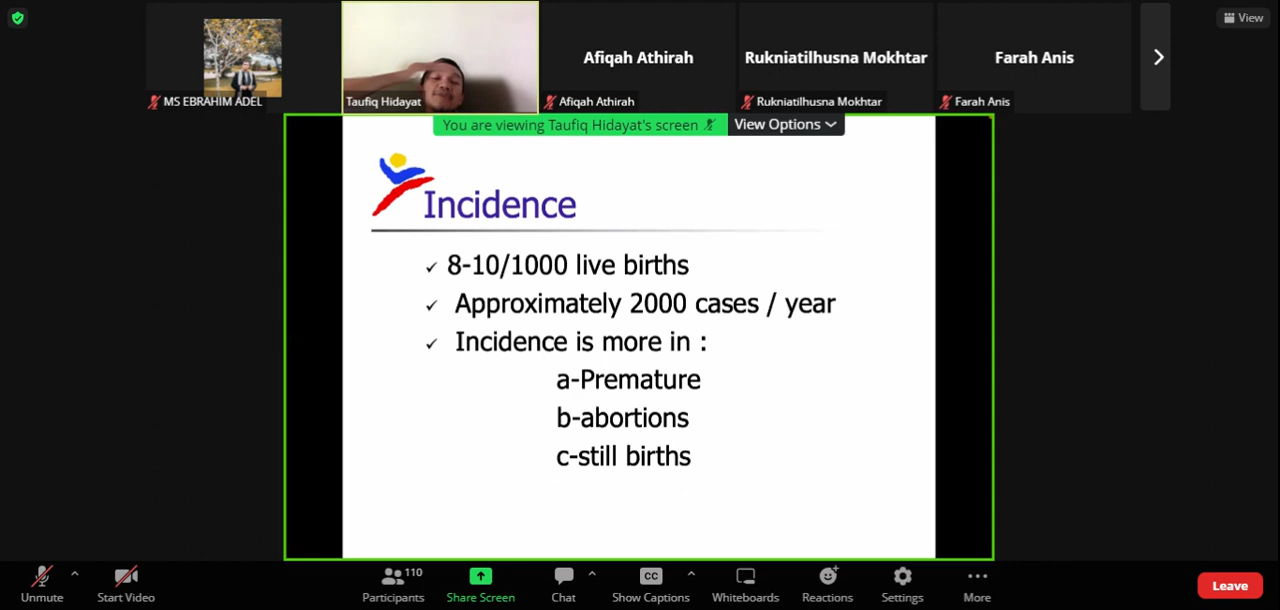 View
Afiqah Athirah
Rukniatilhusna Mokhtar
Farah Anis
MS EBRAHIM ADEL
Taufiq Hidayat
Afiqah Athirah
Rukniatilhusna Mokhtar
Farah Anis
You are viewing Taufiq Hidayat's screen
View Options
Incidence
✓ 8-10/1000 live births
✓ Approximately 2000 cases / year
✓ Incidence is more in :
a-Premature
b-abortions
c-still births
Unmute
Start Video
110
Participants
Share Screen
Chat
CC
Show Captions
Whiteboards
Reactions
Settings
More
Leave